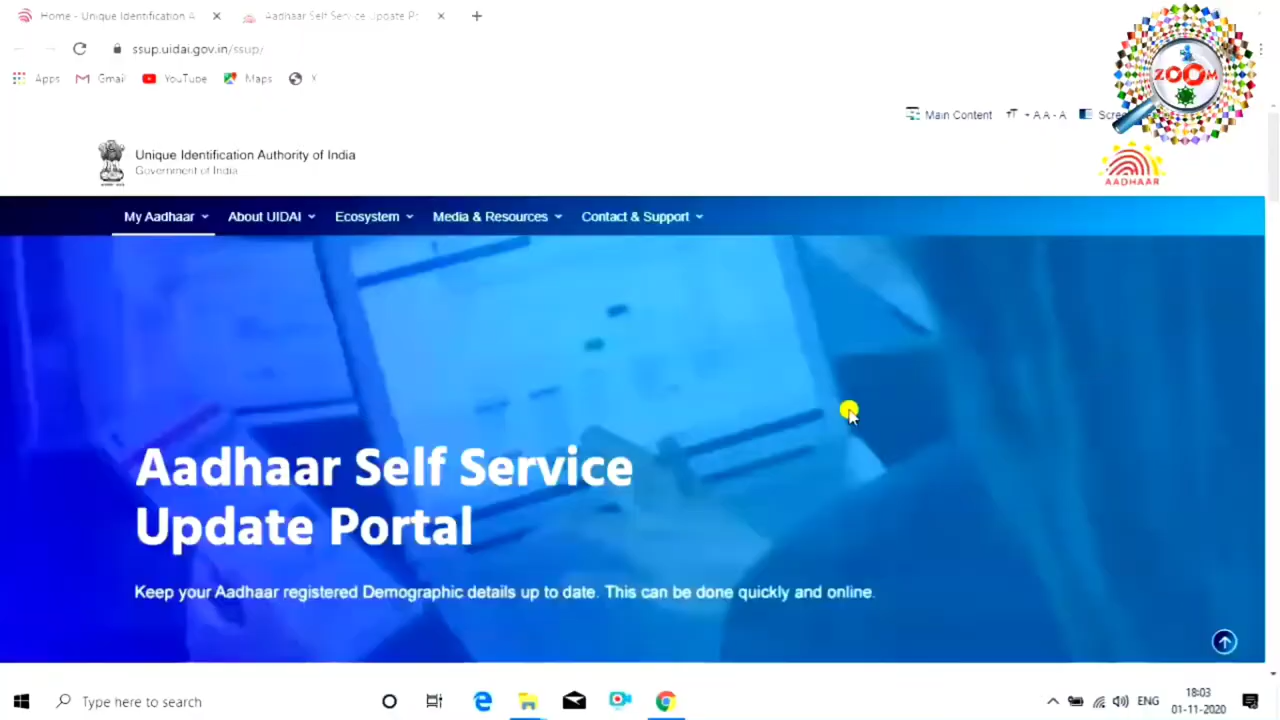 Home - Unique Identification A
Aadhaar Self Service Update Po
ssup.uidai.gov.in/ssup/
Apps
Gmail
YouTube
Maps
ZOOM
Main Content
A A - A
Unique Identification Authority of India
Government of India
AADHAAR
My Aadhaar
About UIDAI
Ecosystem
Media & Resources
Contact & Support
Aadhaar Self Service
Update Portal
Keep your Aadhaar registered Demographic details up to date. This can be done quickly and online.
Type here to search
ENG
18:03
01-11-2020